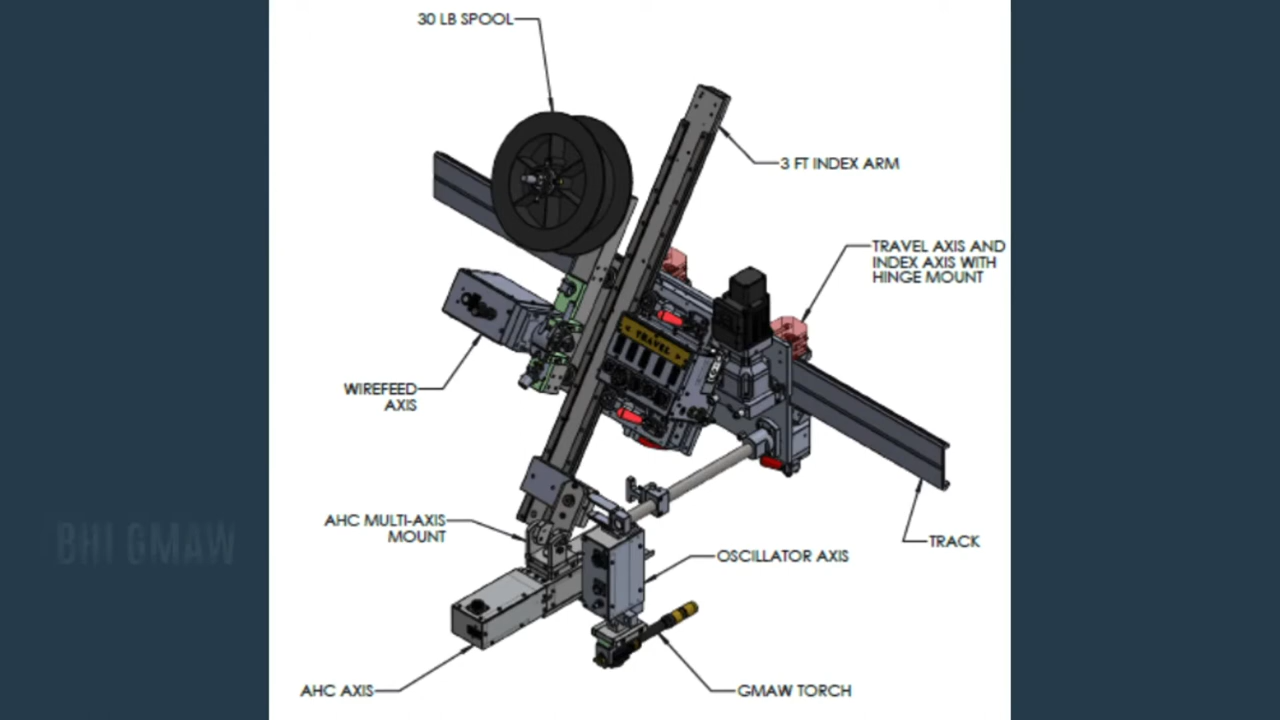 30 LB SPOOL
3 FT INDEX ARM
TRAVEL AXIS AND
INDEX AXIS WITH
HINGE MOUNT
TRAVEL
WIREFEED
AXIS
AHC MULTI-AXIS
MOUNT
BHI GMAW
TRACK
OSCILLATOR AXIS
AHC AXIS
GMAW TORCH